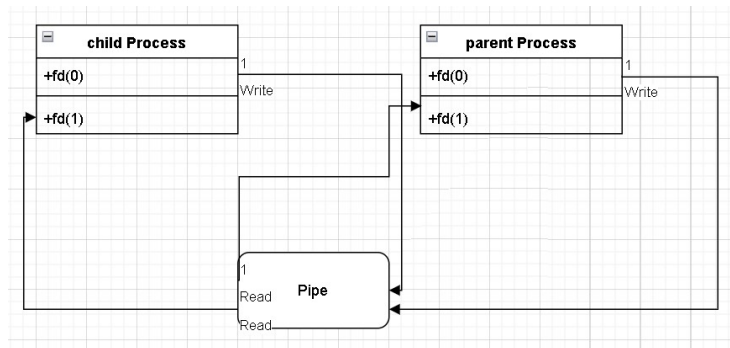 child Process
+fd(0)
+fd(1)
1
Write
parent Process
+fd(0)
+fd(1)
1
Write
1
Read
Pipe
Read